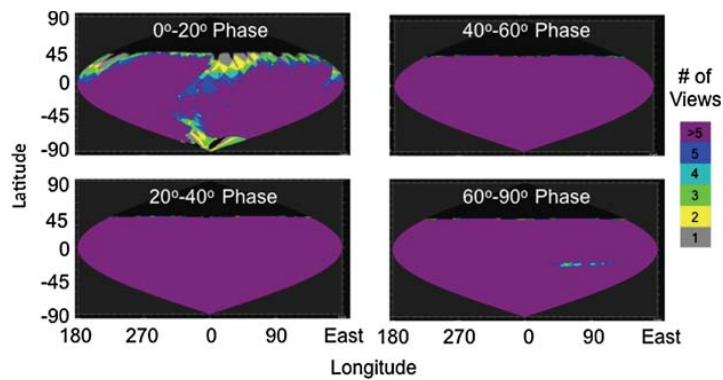 0°-20° Phase
40°-60° Phase
90
45
0
-45
-90
Latitude
# of
Views
>5
5
4
3
2
1
20°-40° Phase
60°-90° Phase
90
45
0
-45
-90
180 270 0 90 East
180 270 0 90 East
Longitude